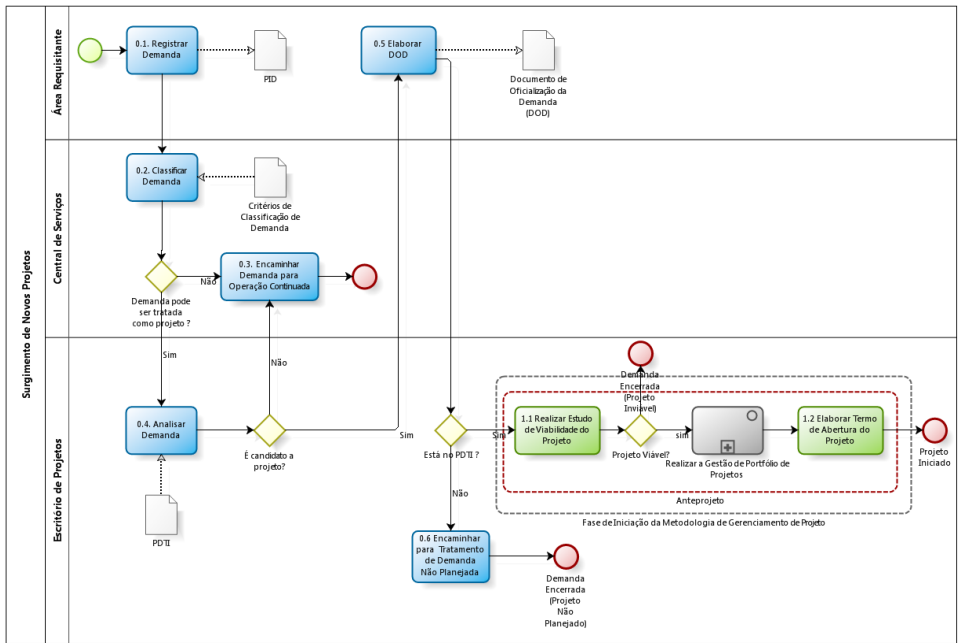 Surgimento de Novos Projetos
Área Requisitante
0.1. Registrar
Demanda
PID
0.5 Elaborar
DOD
Documento de
Oficialização da
Demanda
(DOD)
Central de Serviços
0.2. Classificar
Demanda
Critérios de
Classificação de
Demanda
Demanda pode
ser tratada
como projeto ?
Não
0.3. Encaminhar
Demanda para
Operação Continuada
Sim
Escritório de Projetos
0.4. Analisar
Demanda
PDTI
Não
É candidato a
projeto?
Sim
Está no PDTI ?
Sim
Não
0.6 Encaminhar
para Tratamento
de Demanda
Não Planejada
Demanda
Encerrada
(Projeto
Não
Planejado)
Demanda
Encerrada
(Projeto
Inviável)
1.1 Realizar Estudo
de Viabilidade do
Projeto
Projeto Viável?
sim
Realizar a Gestão de Portfólio de
Projetos
1.2 Elaborar Termo
de Abertura do
Projeto
Projeto
Iniciado
Anteprojeto
Fase de Iniciação da Metodologia de Gerenciamento de Projeto